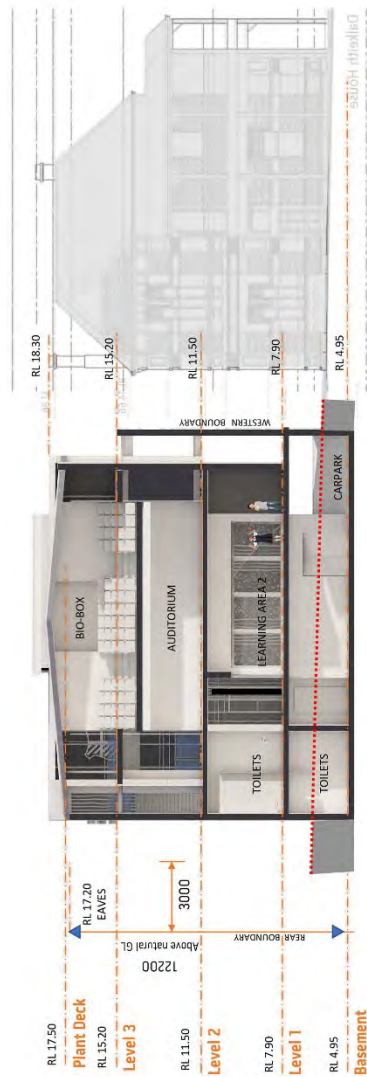 RL 17.50
Plant Deck
RL 15.20
Level 3
RL 11.50
Level 2
RL 7.90
Level 1
RL 4.95
Basement
RL 17.20
EAVES
12200
Above natural GL
3000
REAR BOUNDARY
BIO-BOX
AUDITORIUM
LEARNING AREA 2
TOILETS
TOILETS
CARPARK
WESTERN BOUNDARY
RL 18.30
RL 15.20
RL 11.50
RL 7.90
RL 4.95
Dalkeith House